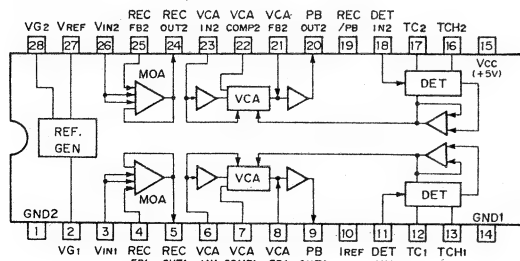 REC REC VCA VCA VCA PB REC DET
VG2 VREF VIN2 FB2 OUT2 IN2 COMP2 FB2 OUT2 /PB IN2 TC2 TCH2
28 27 26 25 24 23 22 21 20 19 18 17 16 15
VCC
(+5V)
MOA
VCA
DET
REF.
GEN
MOA
VCA
DET
GND2
GND1
1 2 3 4 5 6 7 8 9 10 11 12 13 14
VG1 VIN1 REC REC VCA VCA VCA PB IREF DET TC1 TCH1